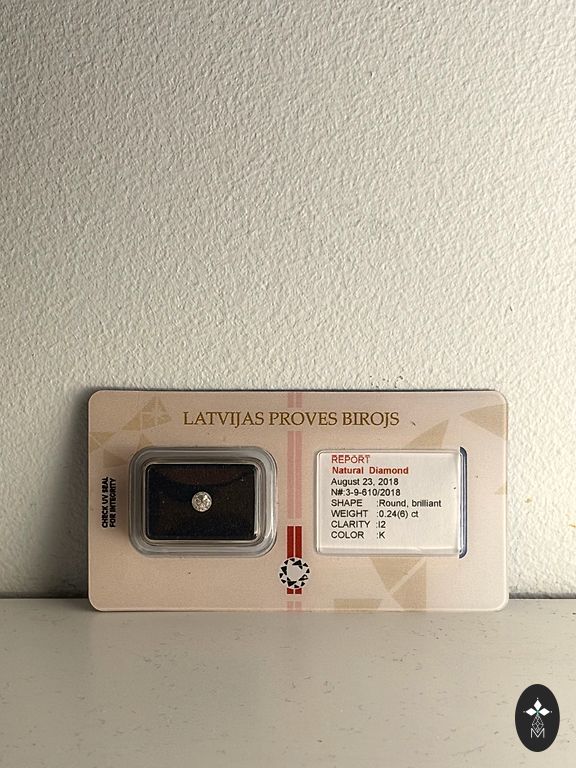 LATVIJAS PROVES BIROJS
CHECK UV SEAL
FOR INTEGRITY
REPORT
Natural Diamond
August 23, 2018
N#:3-9-610/2018
SHAPE :Round, brilliant
WEIGHT :0.24(6) ct
CLARITY :I2
COLOR :K
M